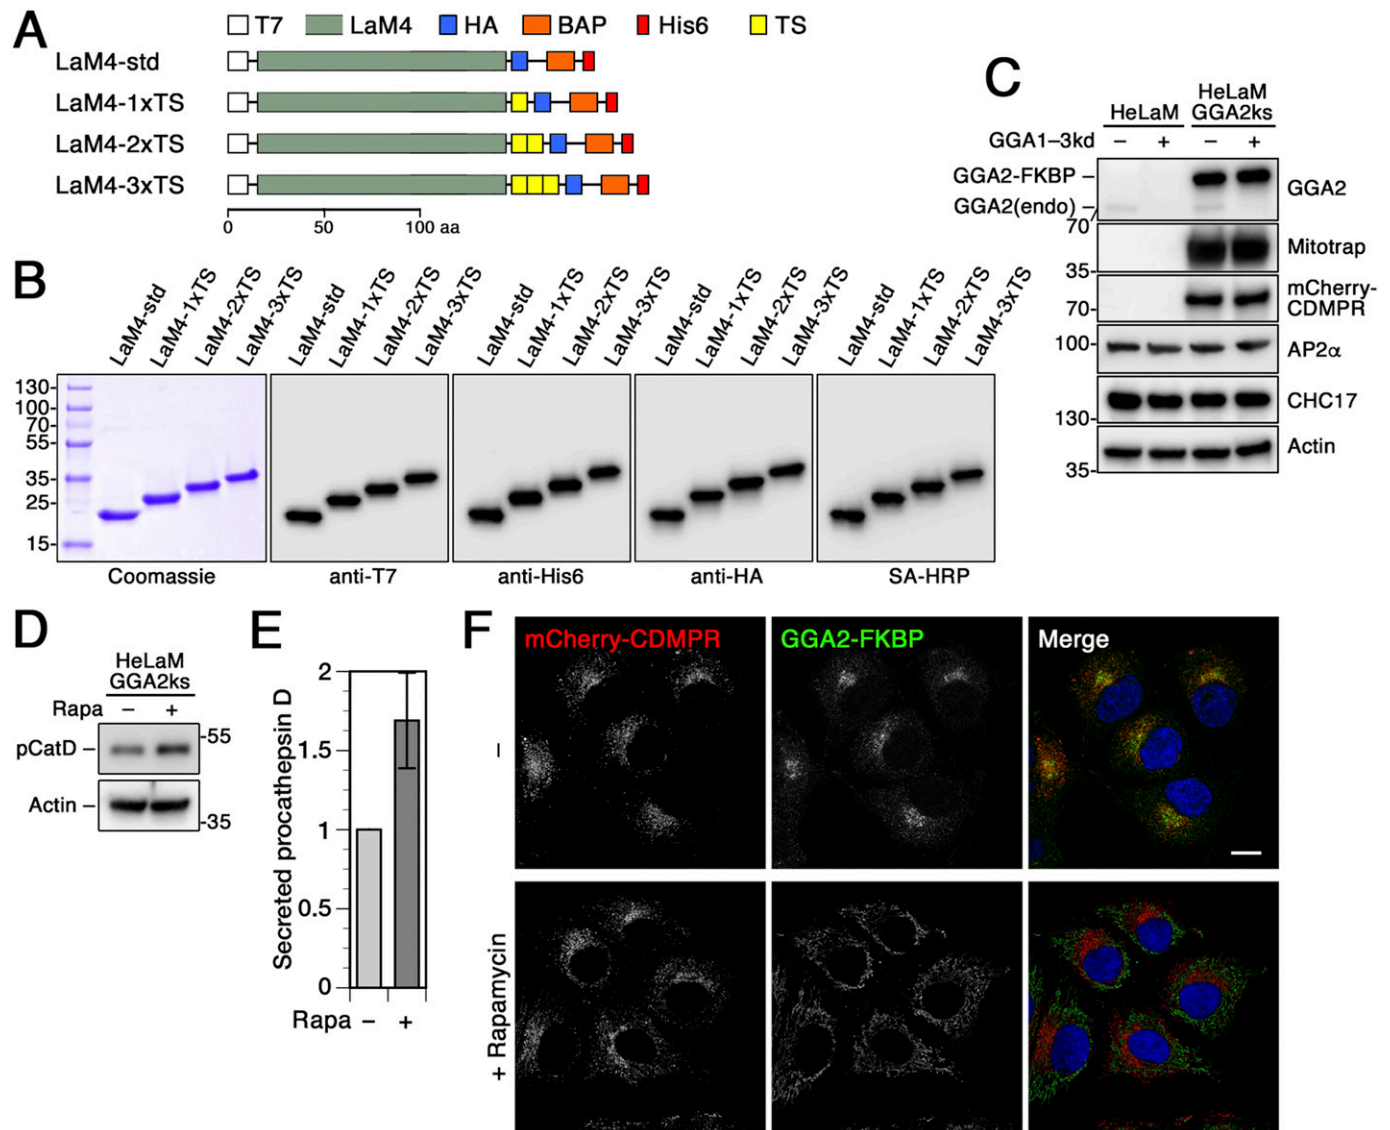 A
T7 LaM4 HA BAP His6 TS
LaM4-std
LaM4-1xTS
LaM4-2xTS
LaM4-3xTS
0 50 100 aa
B
LaM4-std LaM4-1xTS LaM4-2xTS LaM4-3xTS
LaM4-std LaM4-1xTS LaM4-2xTS LaM4-3xTS
LaM4-std LaM4-1xTS LaM4-2xTS LaM4-3xTS
LaM4-std LaM4-1xTS LaM4-2xTS LaM4-3xTS
LaM4-std LaM4-1xTS LaM4-2xTS LaM4-3xTS
130-
100-
70-
55-
35-
25-
15-
Coomassie anti-T7 anti-His6 anti-HA SA-HRP
C
HeLaM HeLaM GGA2ks
GGA1–3kd – + – +
GGA2-FKBP –
GGA2(endo) –
GGA2
70
Mitotrap
35-
mCherry-CDMPR
70-
100-
AP2α
CHC17
130-
Actin
35-
D
HeLaM
GGA2ks
Rapa – +
pCatD –
-55
Actin –
-35
E
Secreted procathepsin D
2
1.5
1
0.5
0
Rapa – +
F
mCherry-CDMPR GGA2-FKBP Merge
–
+ Rapamycin